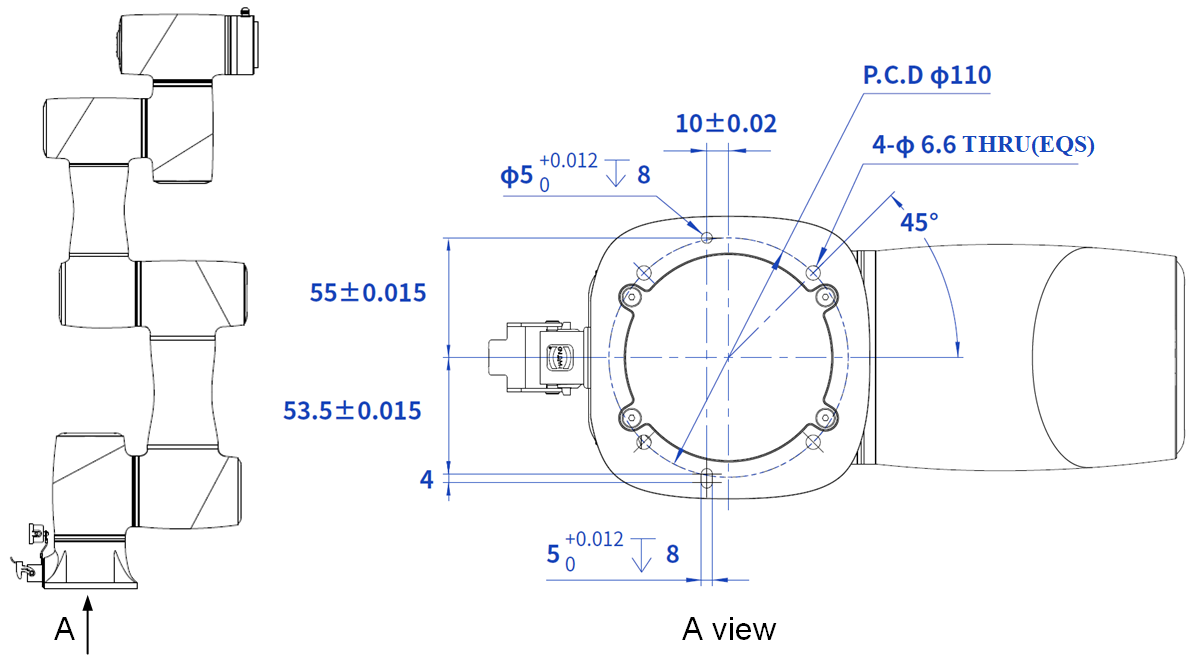 P.C.D ϕ110
10±0.02
4-ϕ 6.6 THRU(EQS)
ϕ5 +0.012 0 ↧ 8
45°
55±0.015
53.5±0.015
4
5 +0.012 0 ↧ 8
A
A view